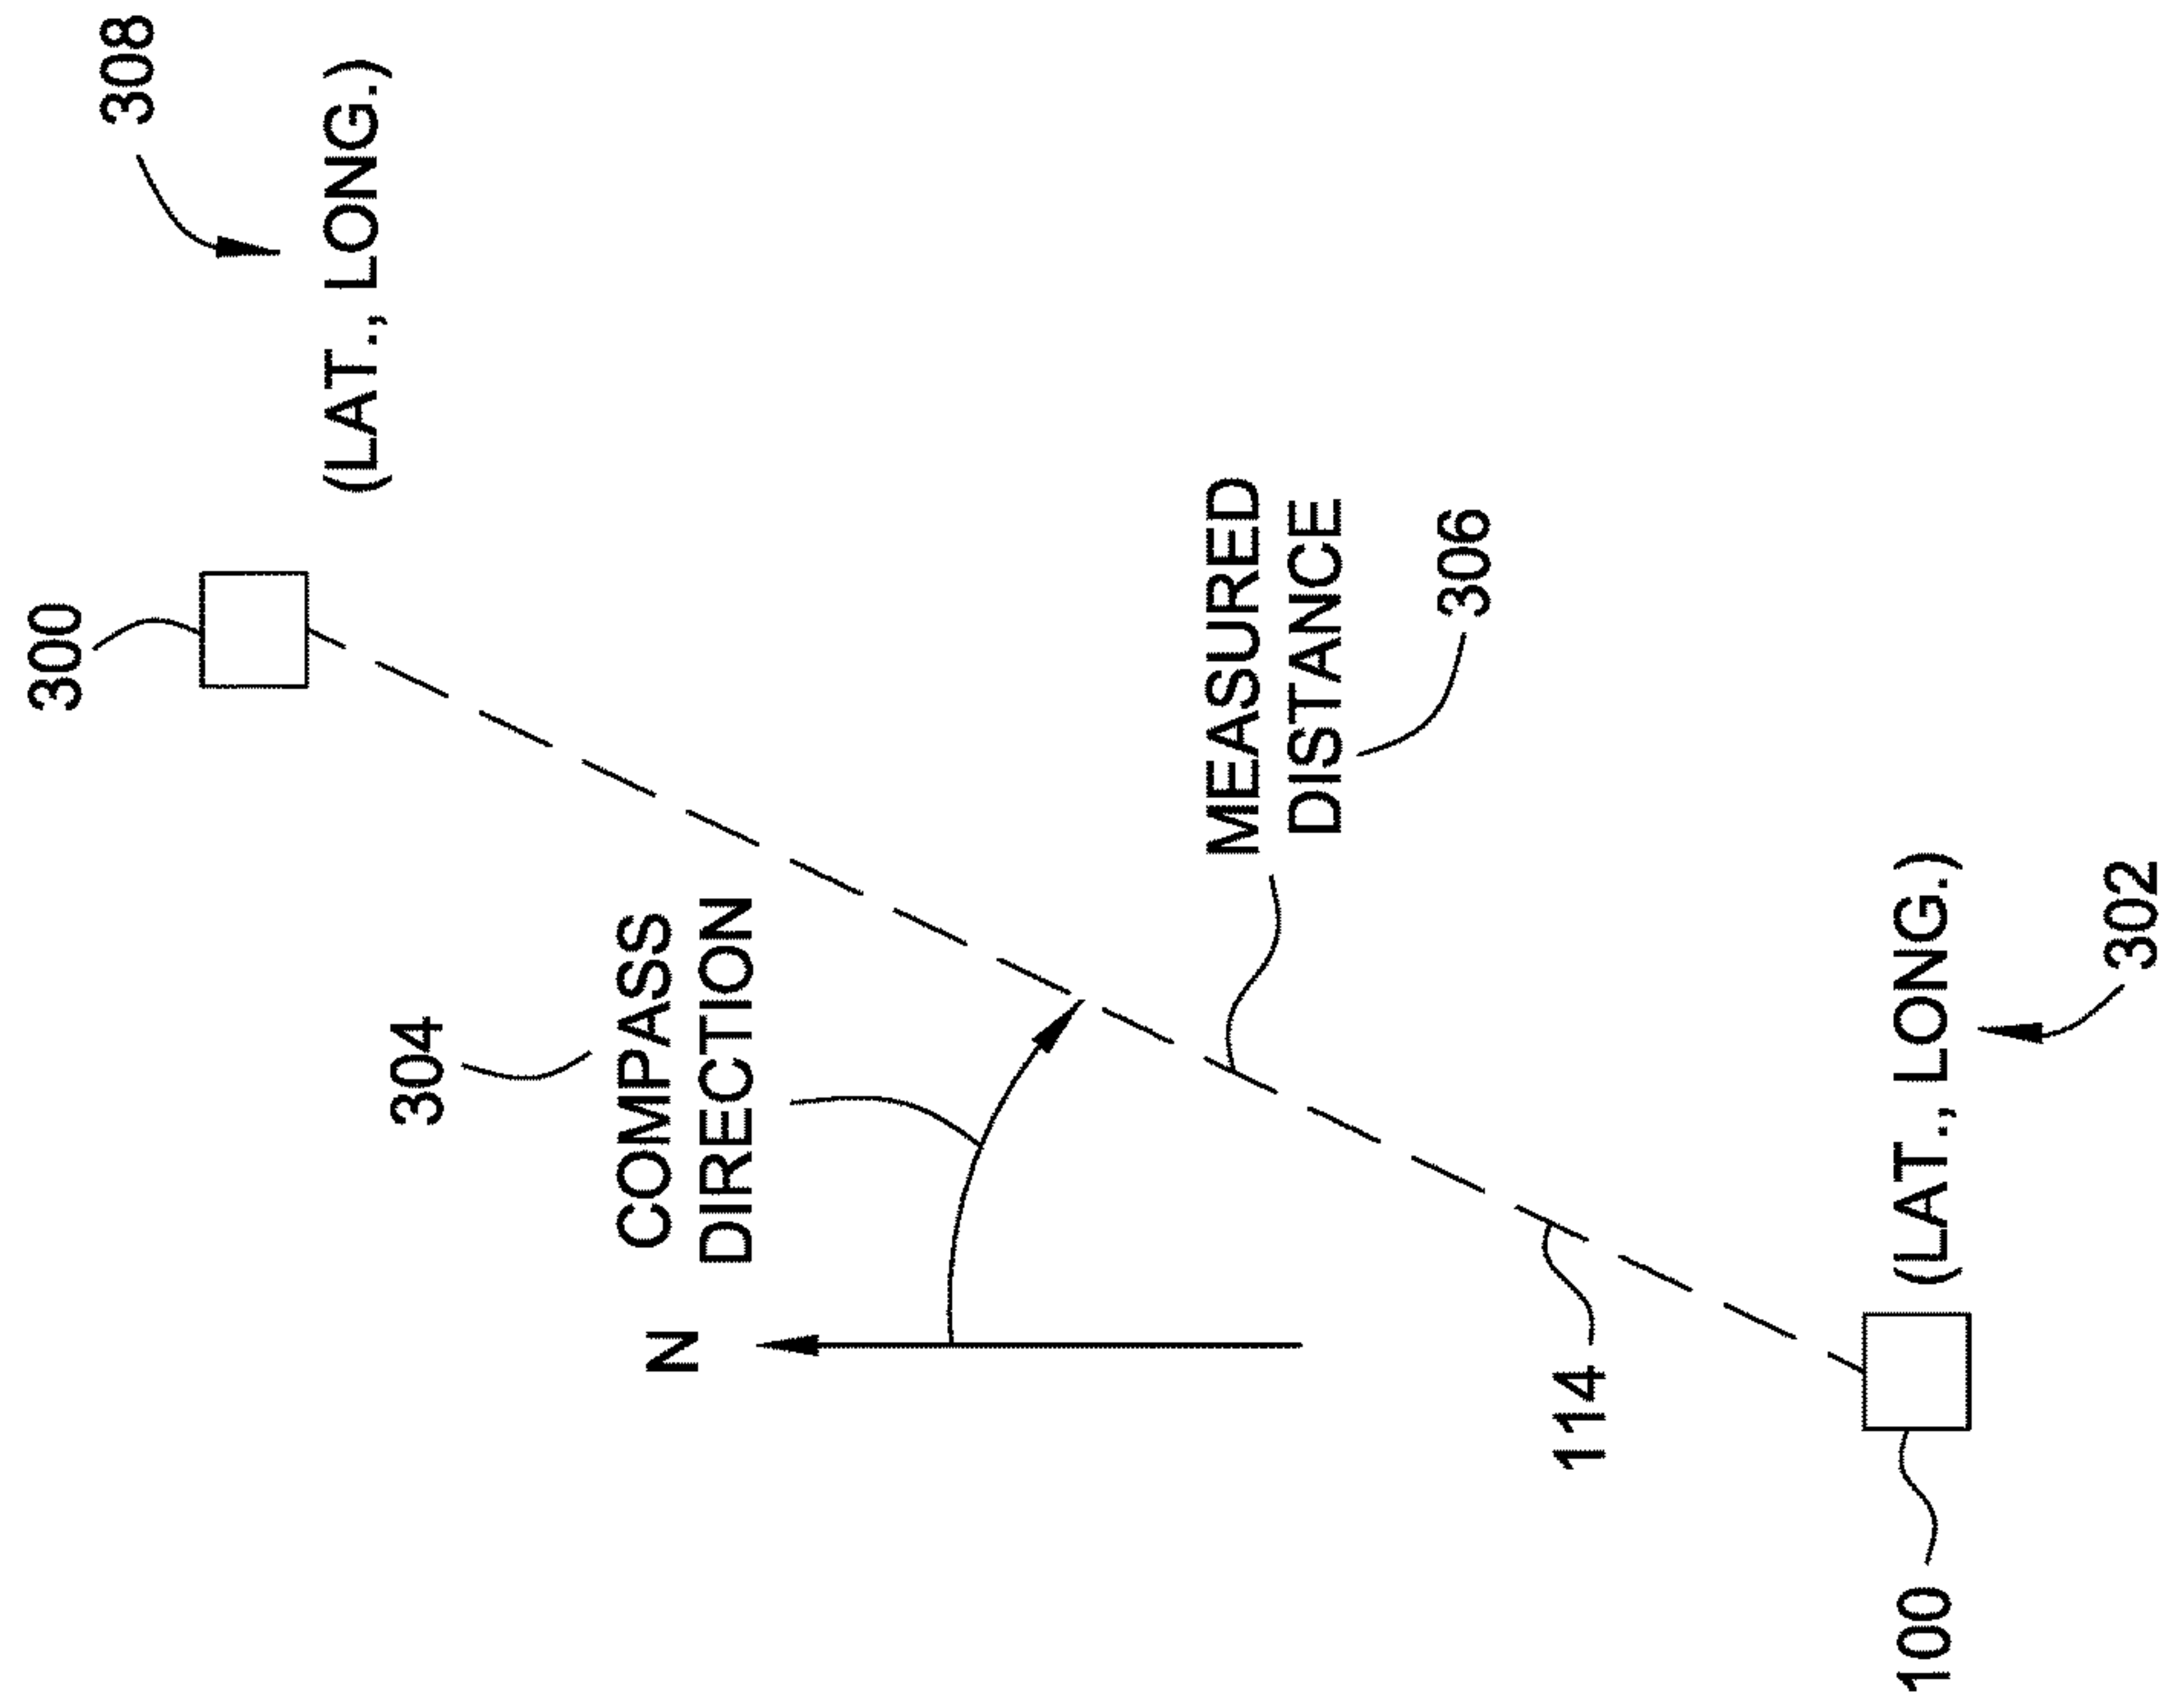 300
308
(LAT., LONG.)
304
COMPASS
DIRECTION
N
MEASURED
DISTANCE
306
114
100
(LAT., LONG.)
302